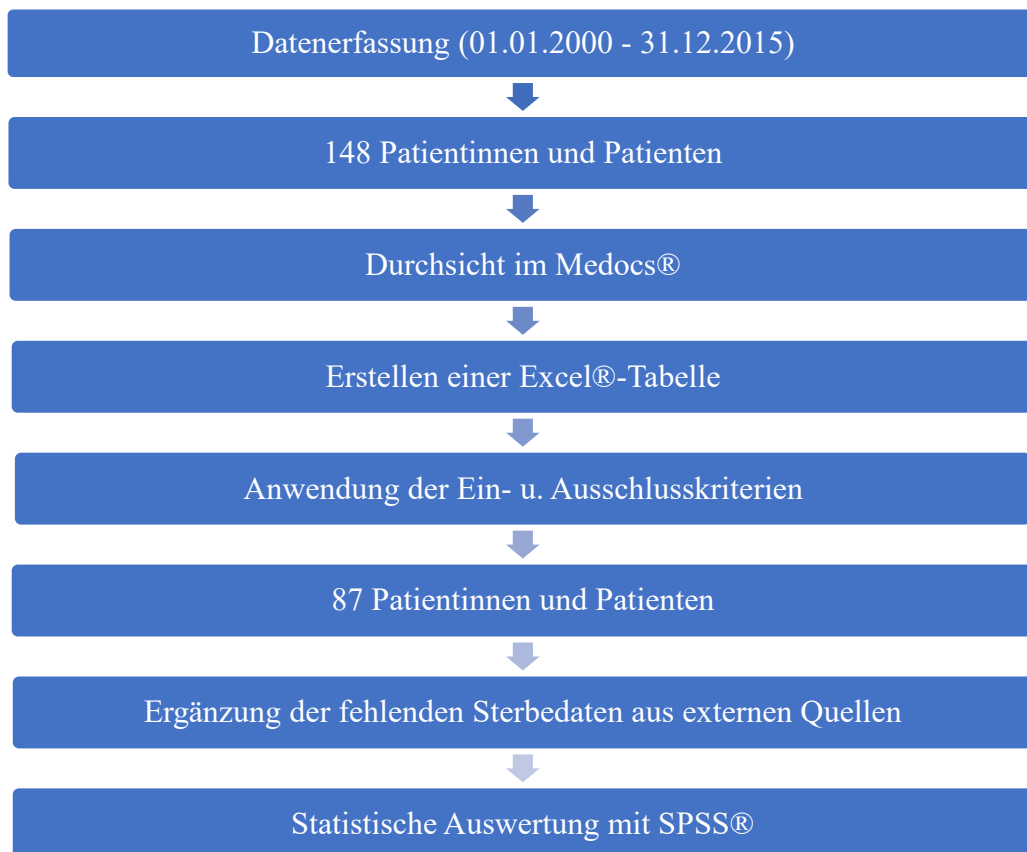 Datenerfassung (01.01.2000 - 31.12.2015)
148 Patientinnen und Patienten
Durchsicht im Medocs®
Erstellen einer Excel®-Tabelle
Anwendung der Ein- u. Ausschlusskriterien
87 Patientinnen und Patienten
Ergänzung der fehlenden Sterbedaten aus externen Quellen
Statistische Auswertung mit SPSS®